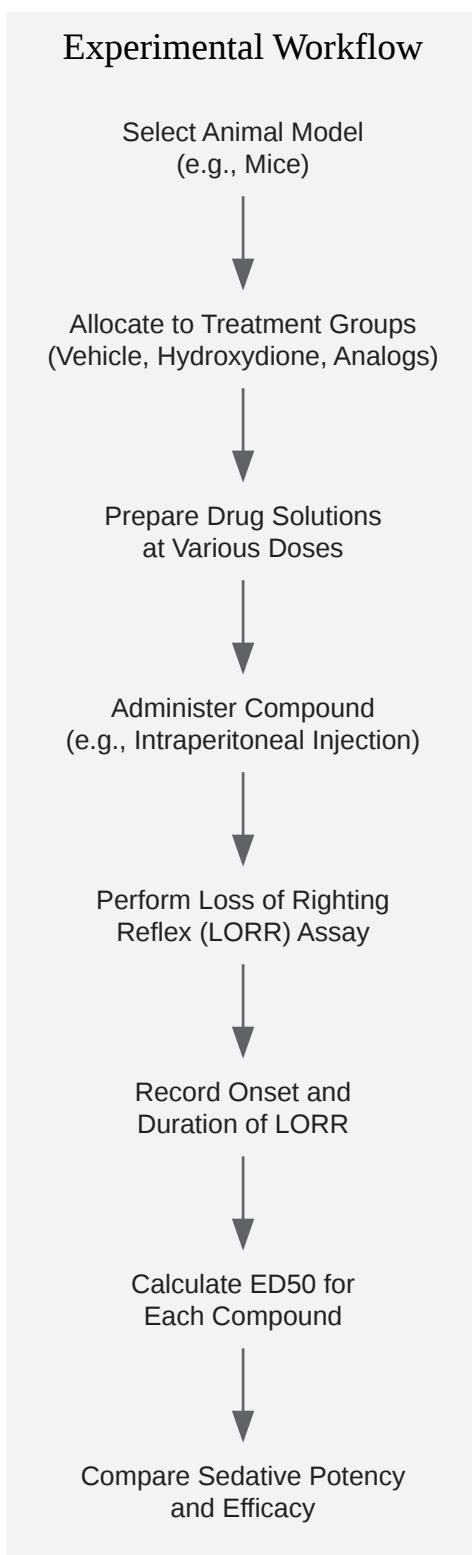 Experimental Workflow
Select Animal Model
(e.g., Mice)
Allocate to Treatment Groups
(Vehicle, Hydroxydione, Analogs)
Prepare Drug Solutions
at Various Doses
Administer Compound
(e.g., Intraperitoneal Injection)
Perform Loss of Righting
Reflex (LORR) Assay
Record Onset and
Duration of LORR
Calculate ED50 for
Each Compound
Compare Sedative Potency
and Efficacy